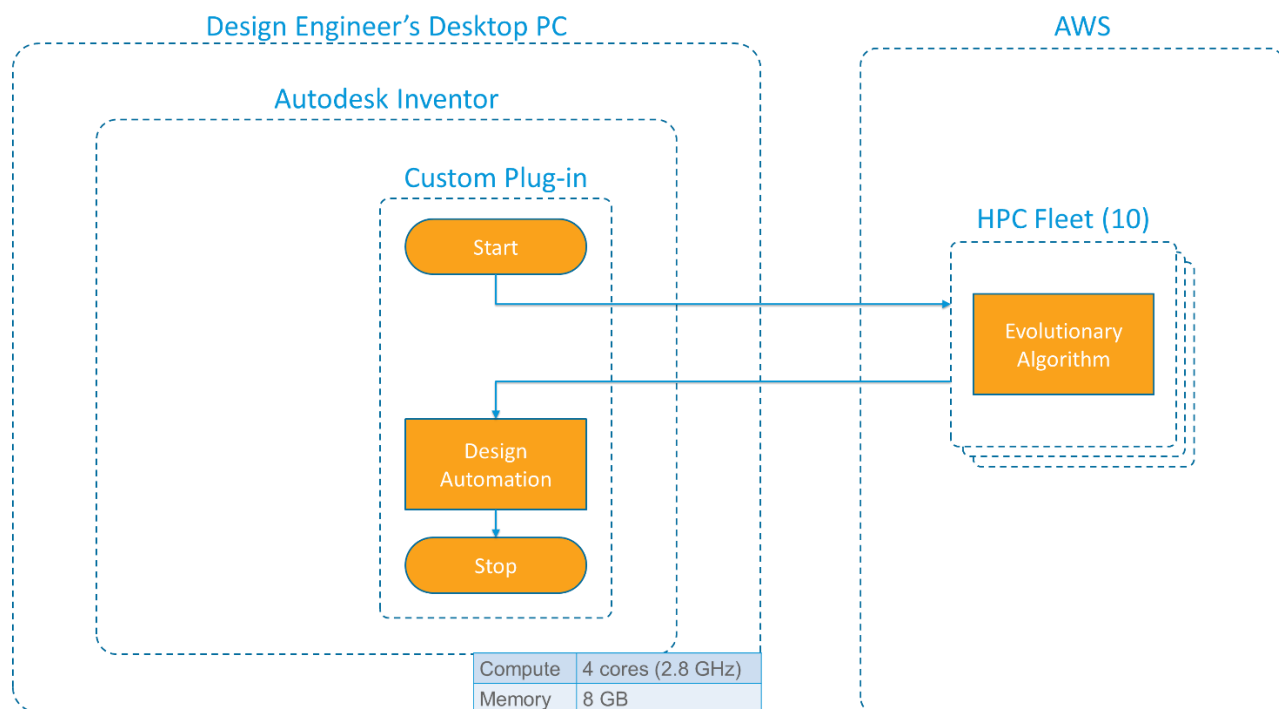 Design Engineer’s Desktop PC
AWS
Autodesk Inventor
Custom Plug-in
HPC Fleet (10)
Start
Evolutionary
Algorithm
Design
Automation
Stop
Compute 4 cores (2.8 GHz)
Memory 8 GB